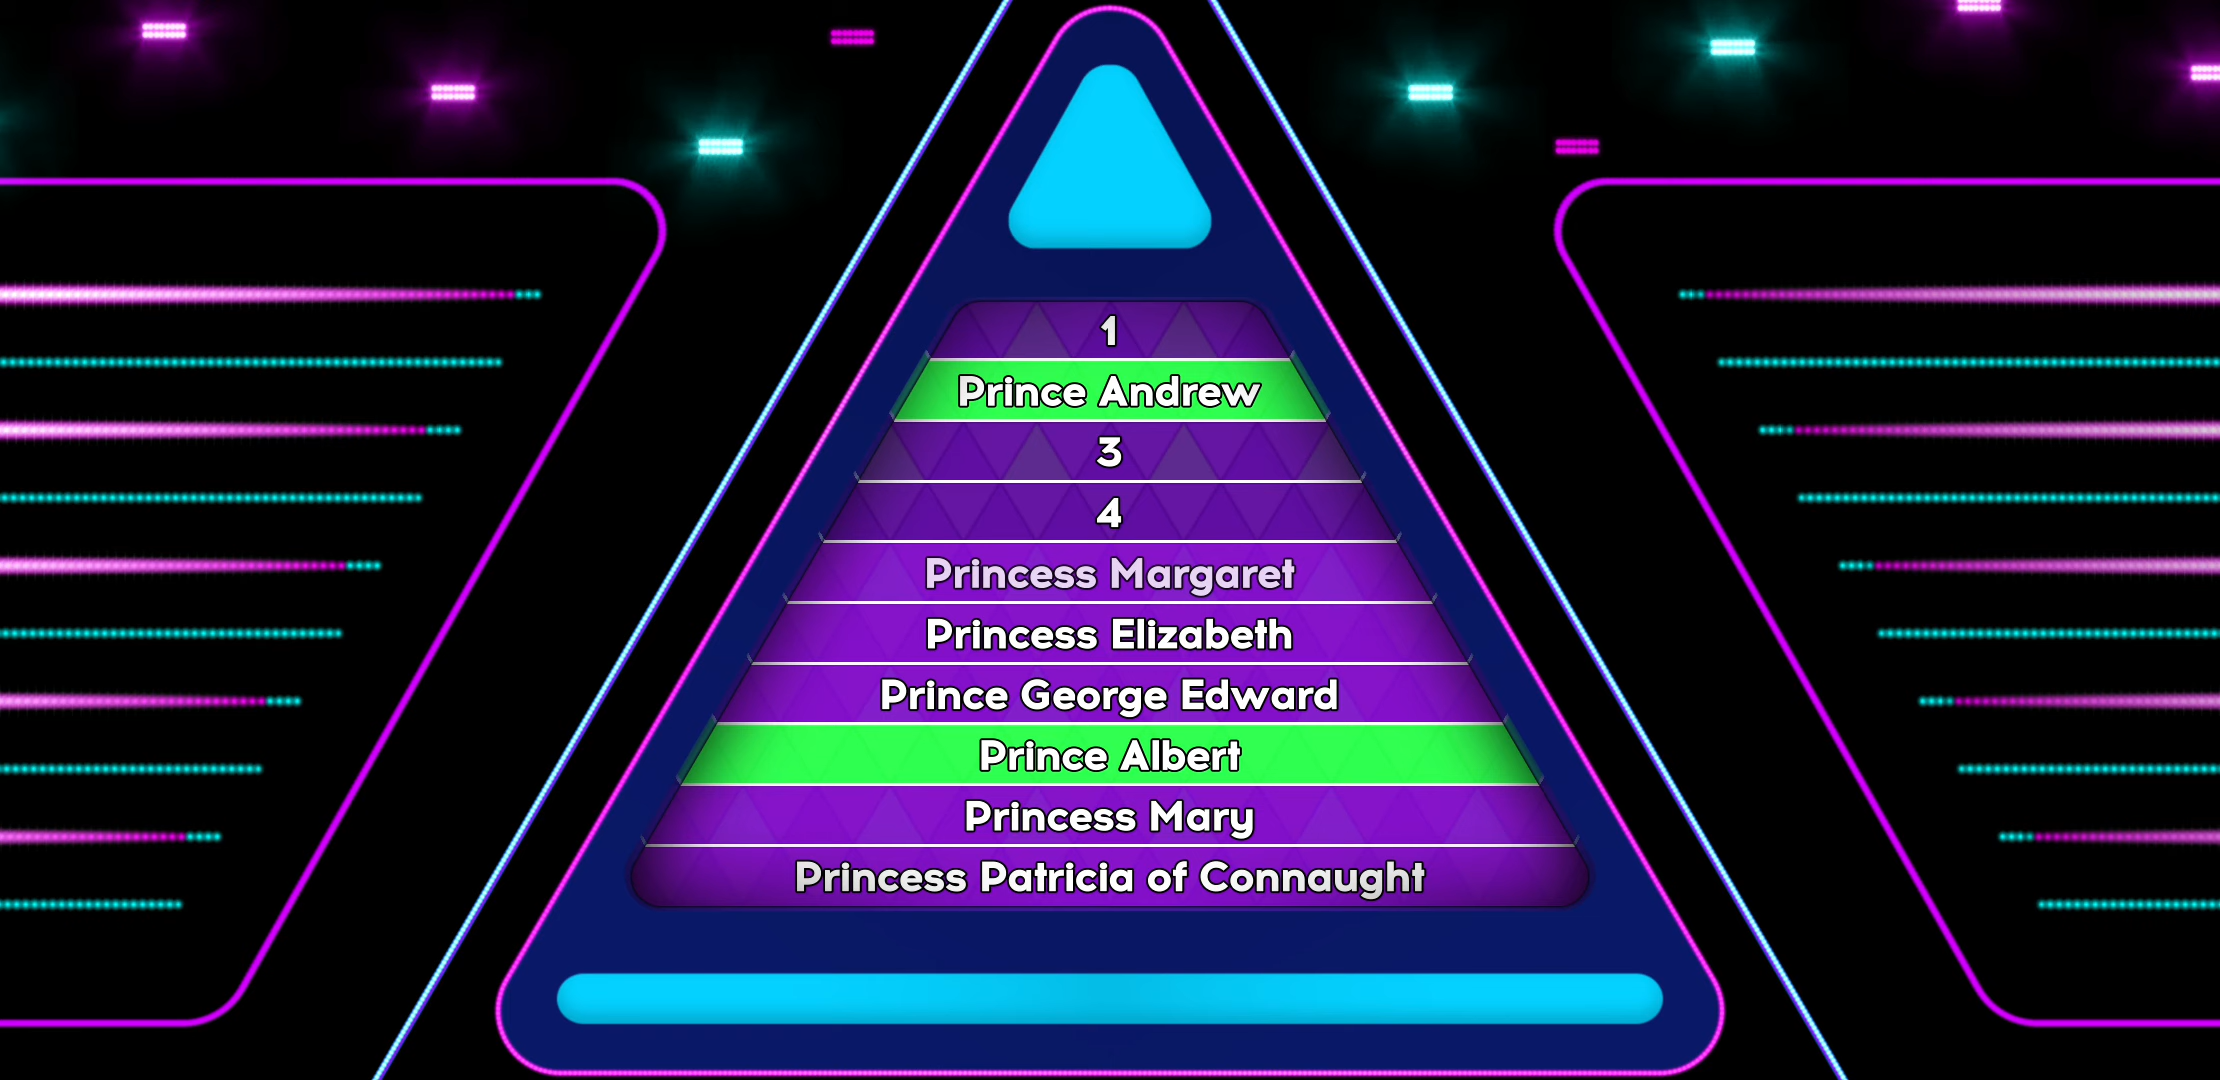 1
Prince Andrew
3
4
Princess Margaret
Princess Elizabeth
Prince George Edward
Prince Albert
Princess Mary
Princess Patricia of Connaught